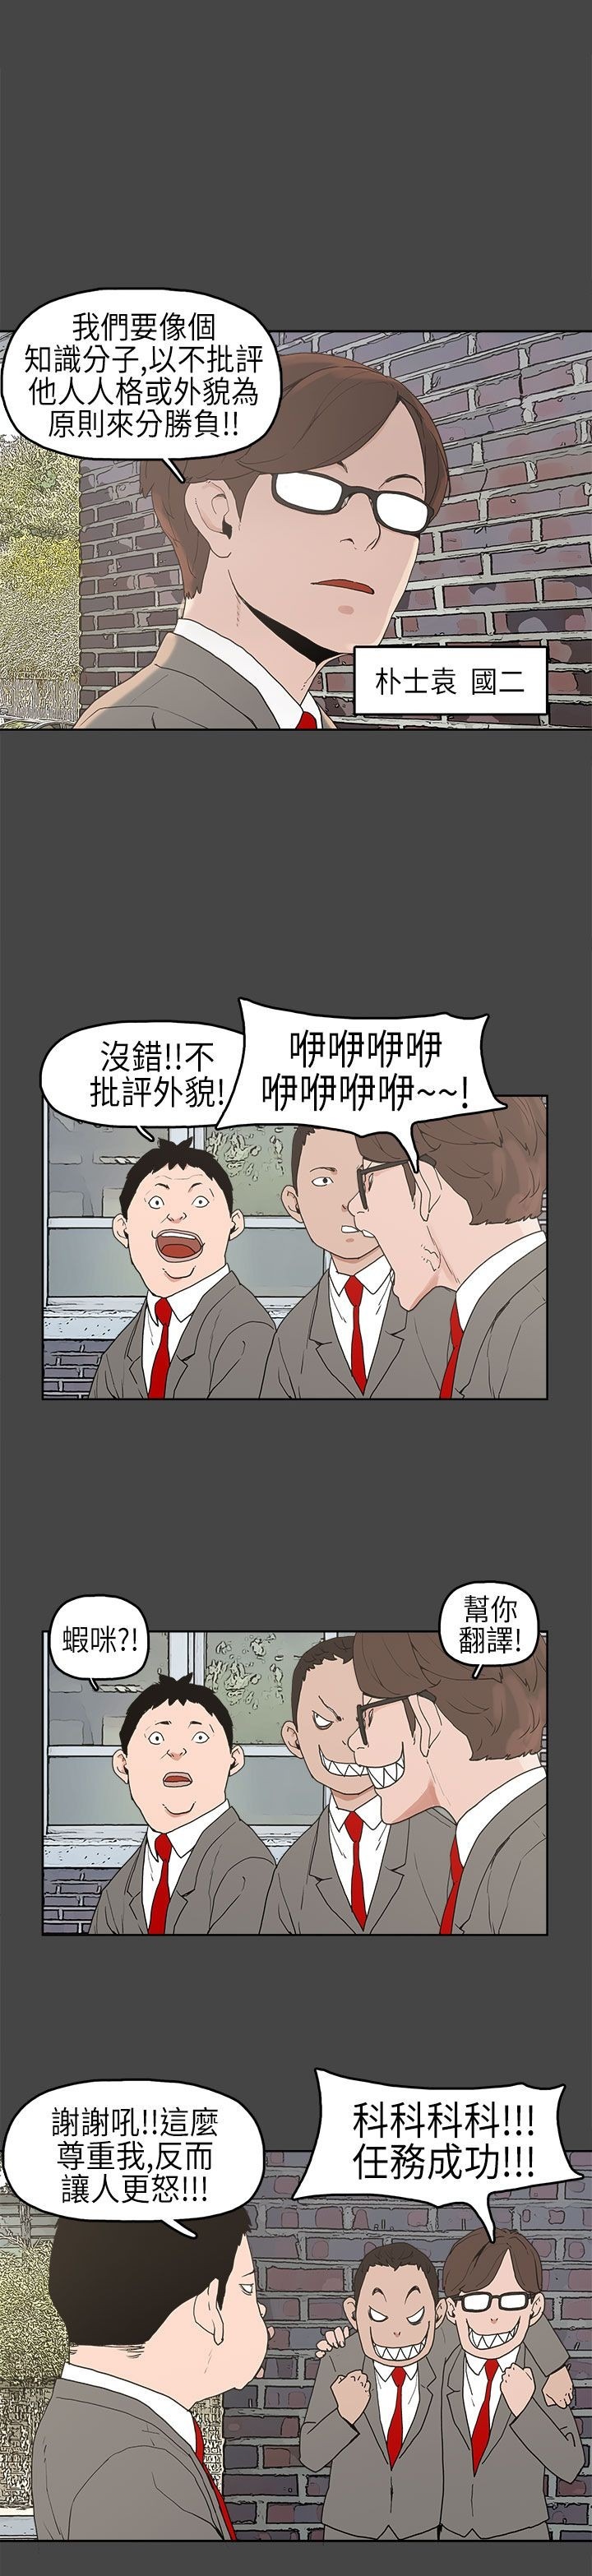 我們要像個
知識分子,以不批評
他人人格或外貌為
原則來分勝負!!
朴士袁 國二
沒錯!!不
批評外貌!
咿咿咿咿
咿咿咿咿~~!
蝦咪?!
幫你
翻譯!
謝謝吼!!這麼
尊重我,反而
讓人更怒!!!
科科科科!!!
任務成功!!!